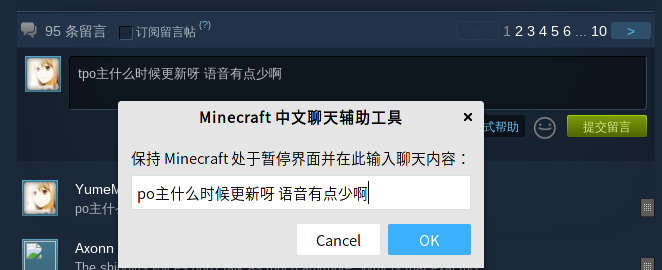 95 条留言 订阅留言帖 (?) 1 2 3 4 5 6 ... 10 >
tpo主什么时候更新呀 语音有点少啊
式帮助 提交留言
Minecraft 中文聊天辅助工具 ×
保持 Minecraft 处于暂停界面并在此输入聊天内容：
po主什么时候更新呀 语音有点少啊
Cancel OK
YumeM
po主什
Axonn